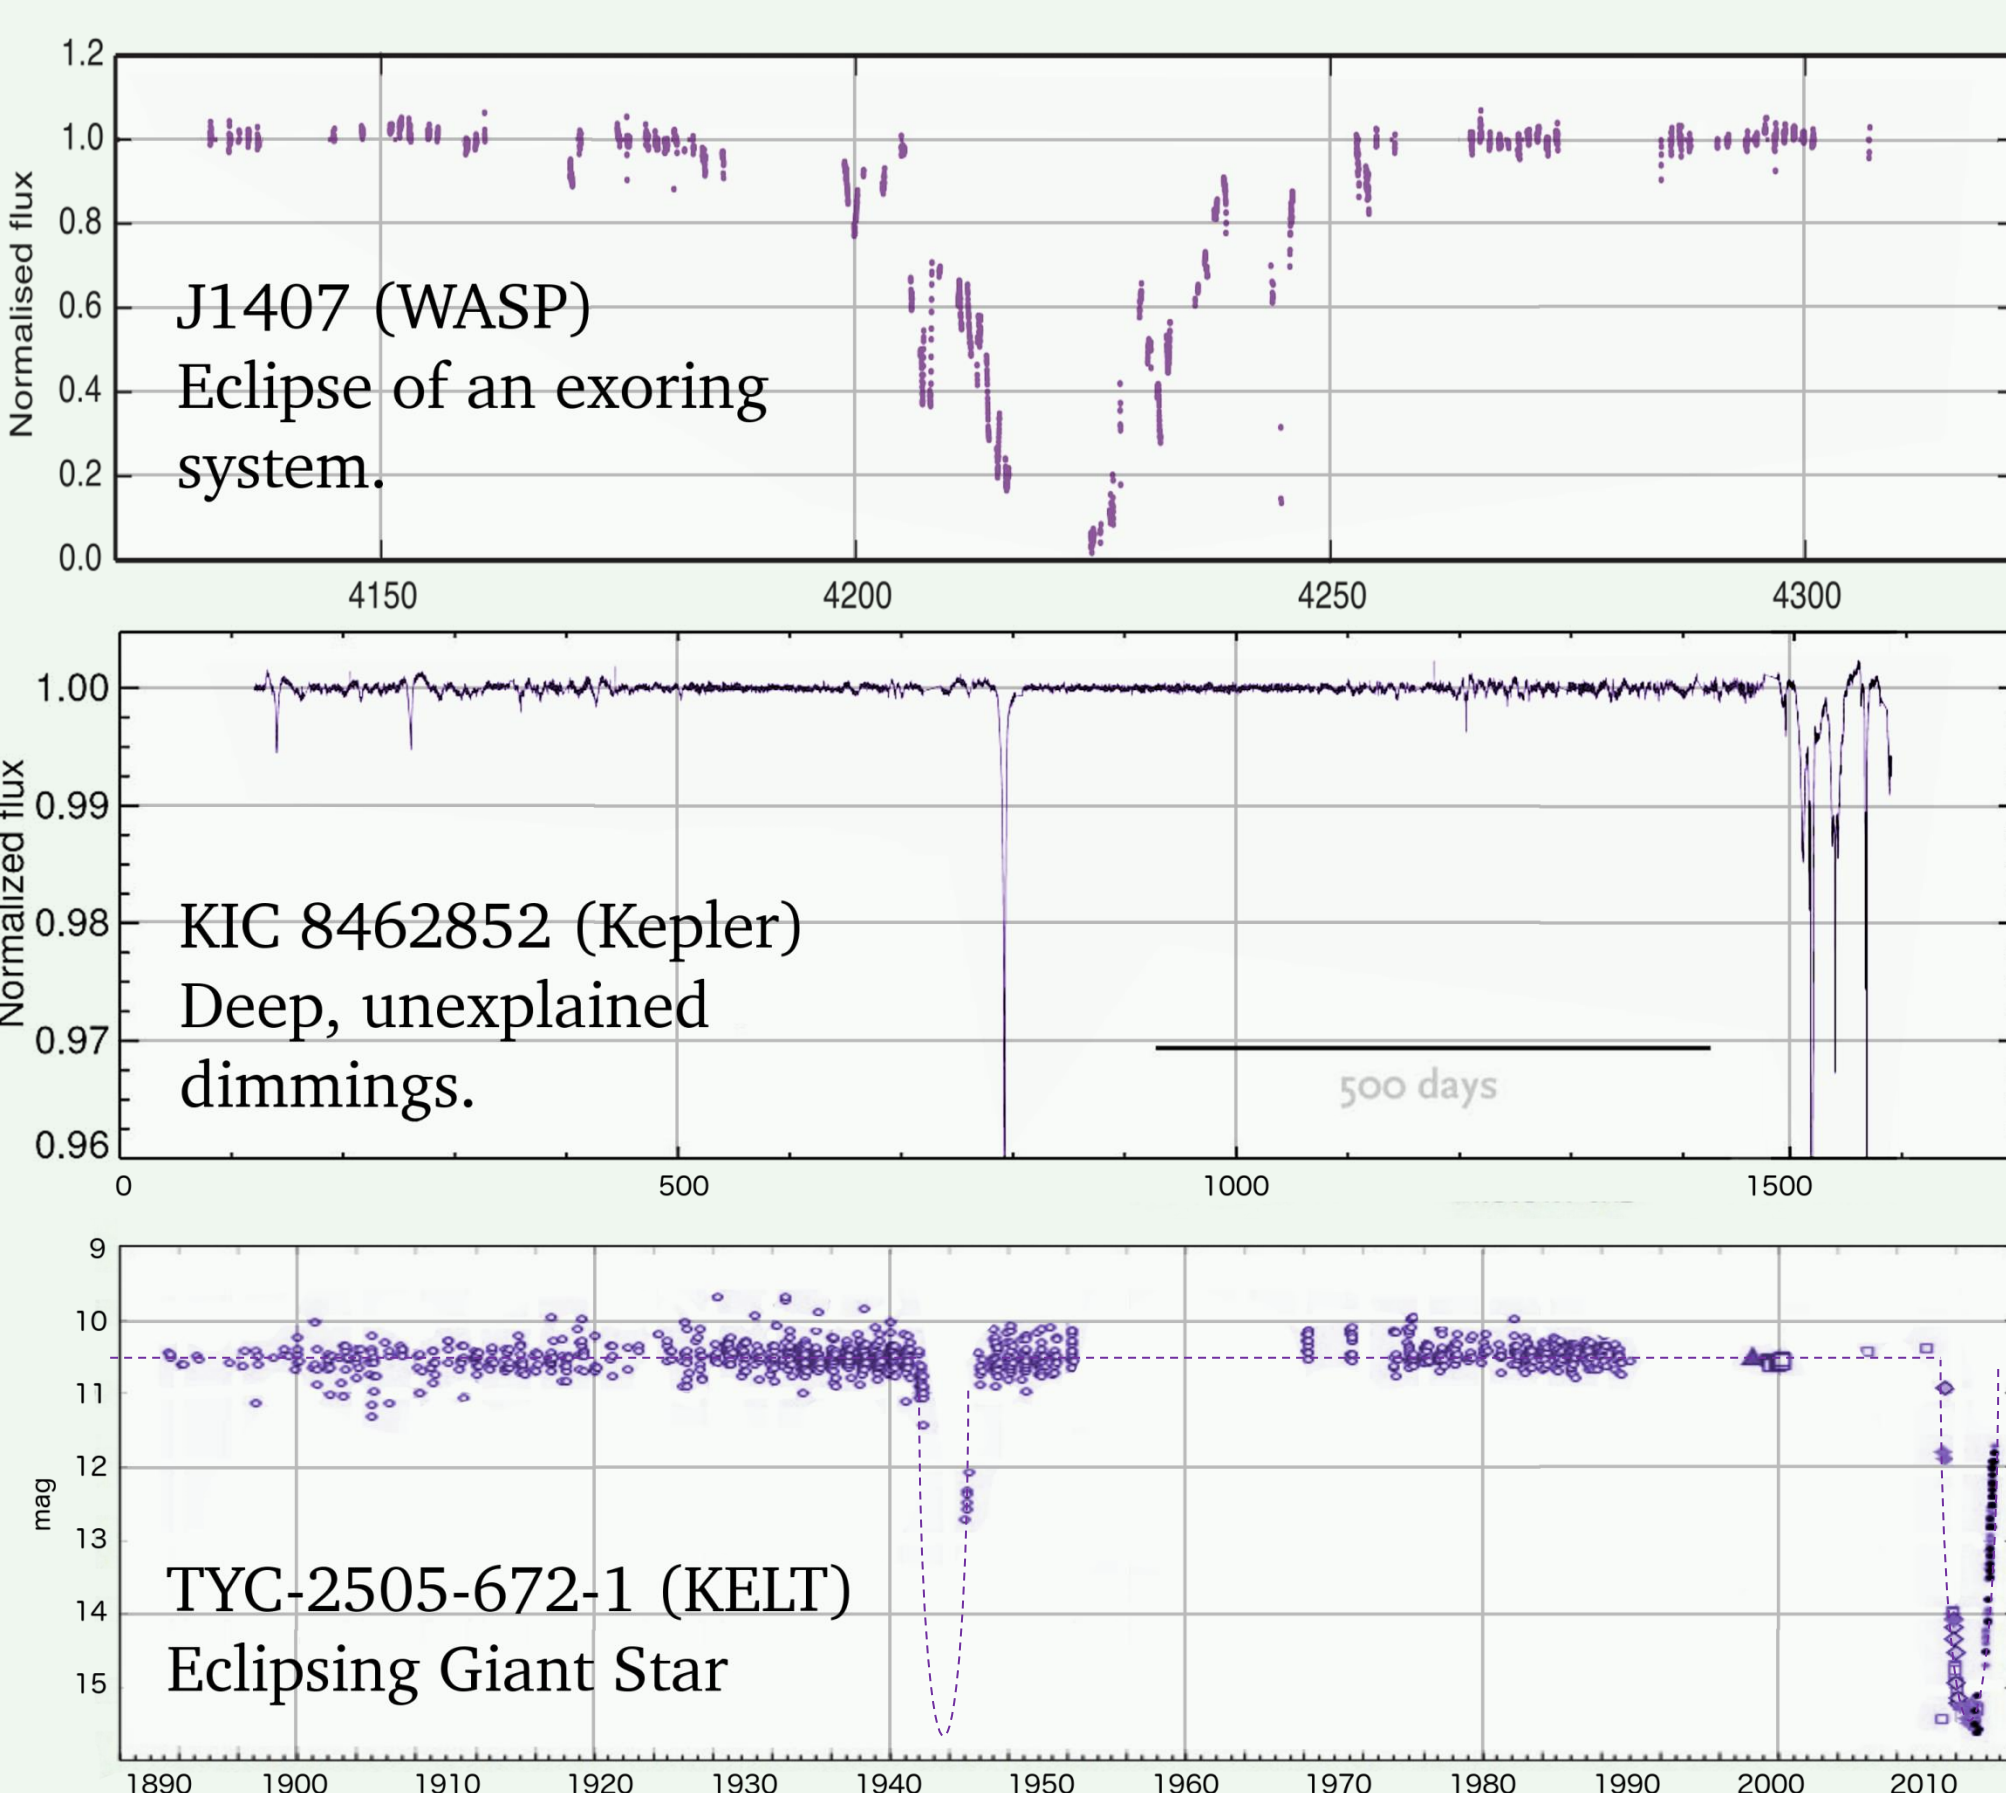 1.2
1.0
0.8
0.6
0.4
0.2
0.0
Normalised flux
J1407 (WASP)
Eclipse of an exoring
system.
4150 4200 4250 4300
1.00
0.99
0.98
0.97
0.96
Normalized flux
KIC 8462852 (Kepler)
Deep, unexplained
dimmings.
500 days
0 500 1000 1500
9
10
11
12
13
14
15
mag
TYC-2505-672-1 (KELT)
Eclipsing Giant Star
1890 1900 1910 1920 1930 1940 1950 1960 1970 1980 1990 2000 2010